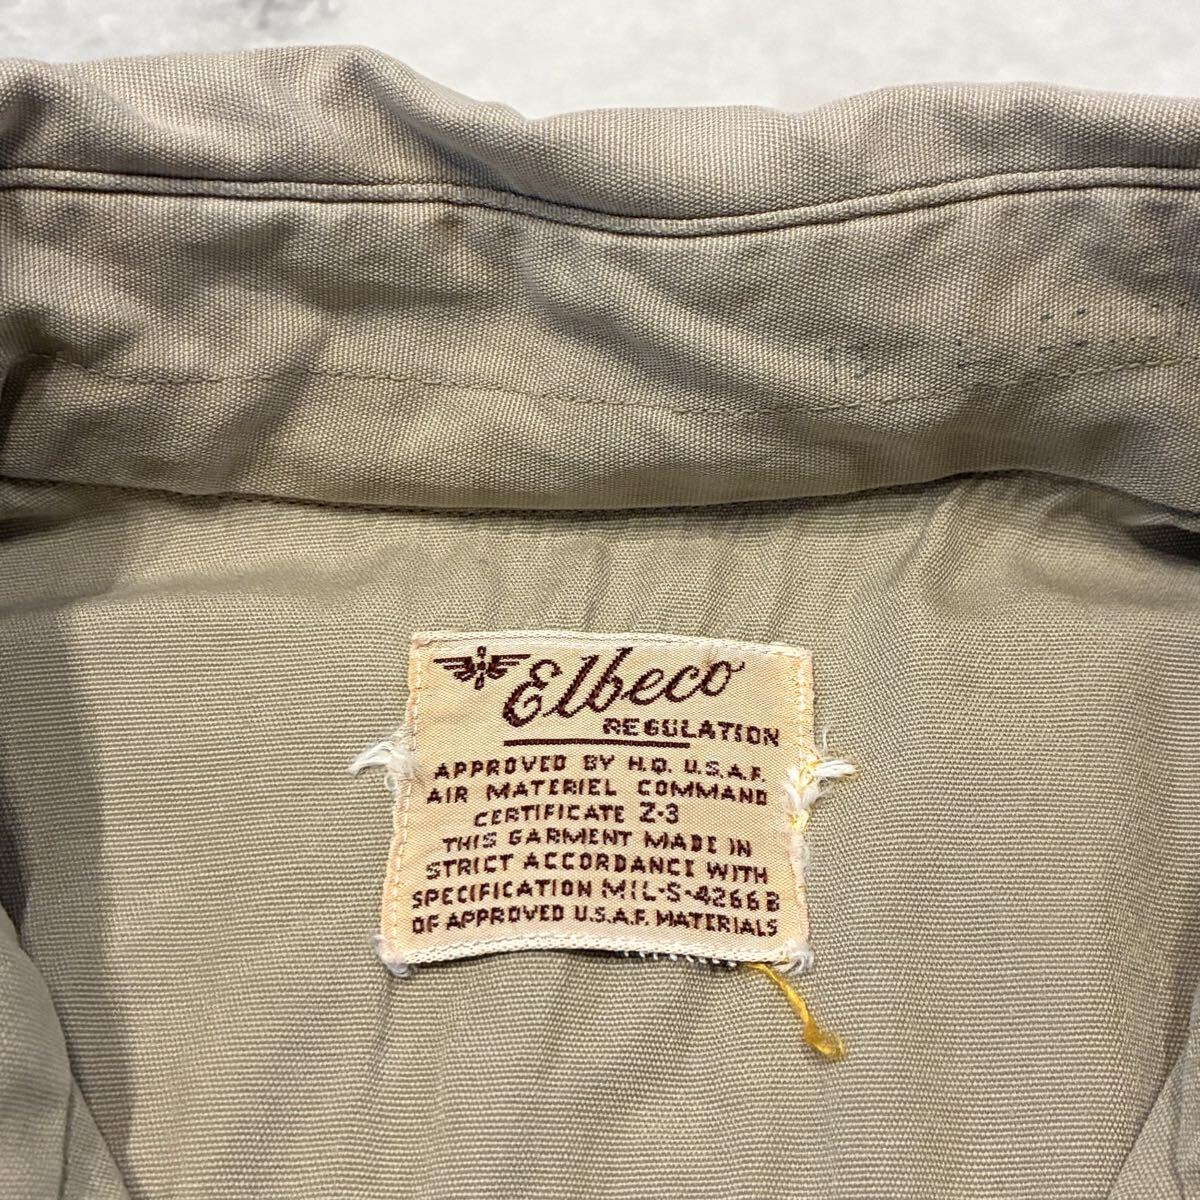 Elbeco
REGULATION
APPROVED BY H.Q. U.S.A.F.
AIR MATERIEL COMMAND
CERTIFICATE Z-3
THIS GARMENT MADE IN
STRICT ACCORDANCE WITH
SPECIFICATION MIL-S-4266B
OF APPROVED U.S.A.F. MATERIALS